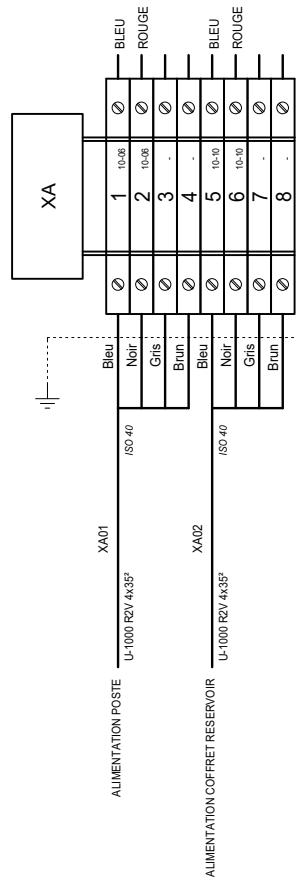 XA
BLEU
ROUGE
BLEU
ROUGE
1 10-06
2 10-06
3 -
4 -
5 10-10
6 10-10
7 -
8 -
Bleu
Noir
Gris
Brun
Bleu
Noir
Gris
Brun
ISO 40
XA01
U-1000 R2V 4x35²
ALIMENTATION POSTE
ISO 40
XA02
U-1000 R2V 4x35²
ALIMENTATION COFFRET RESERVOIR